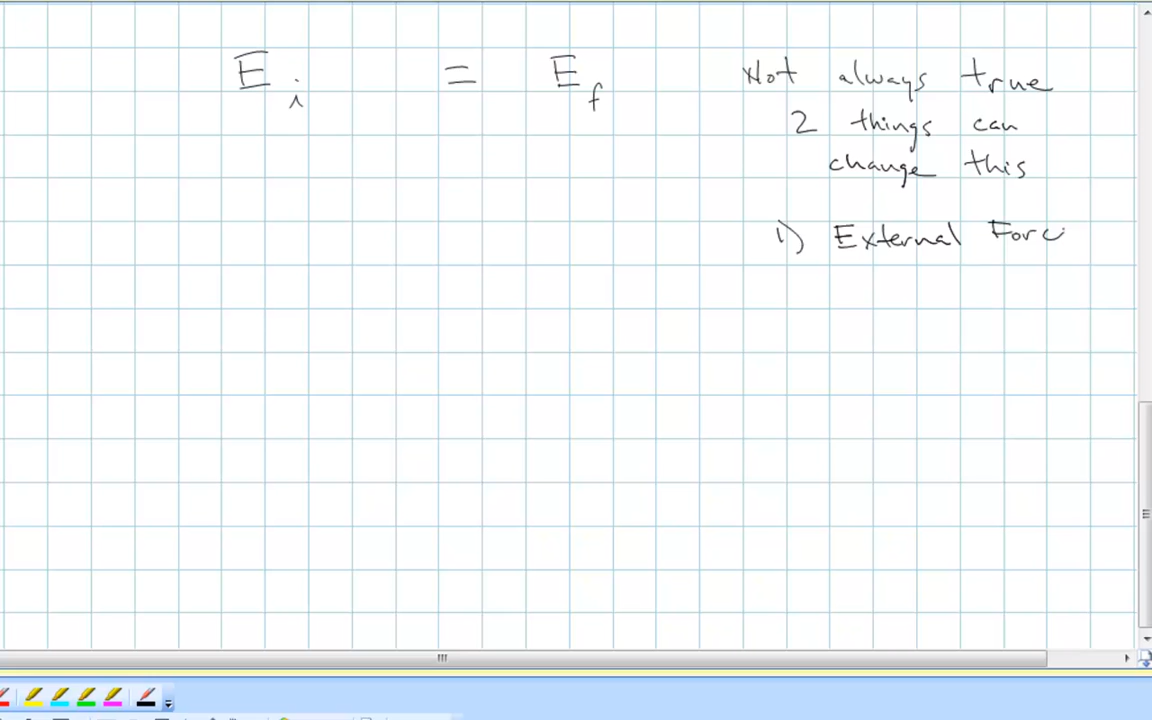 E_i = E_f
Not always true
2 things can
change this
1) External Forc